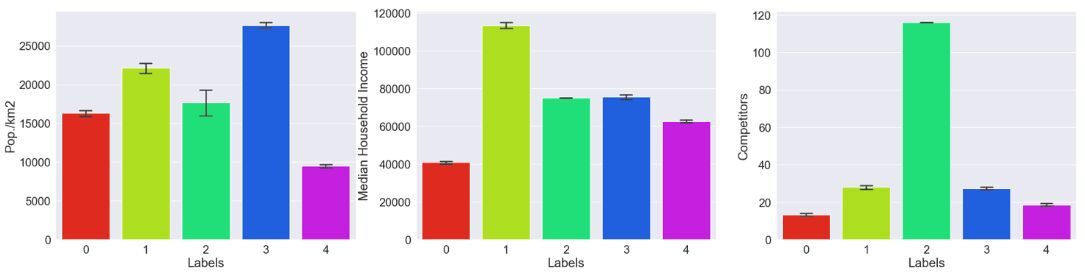 Pop./km2
25000
20000
15000
10000
5000
0
0 1 2 3 4
Labels
Median Household Income
120000
100000
80000
60000
40000
20000
0
0 1 2 3 4
Labels
Competitors
120
100
80
60
40
20
0
0 1 2 3 4
Labels